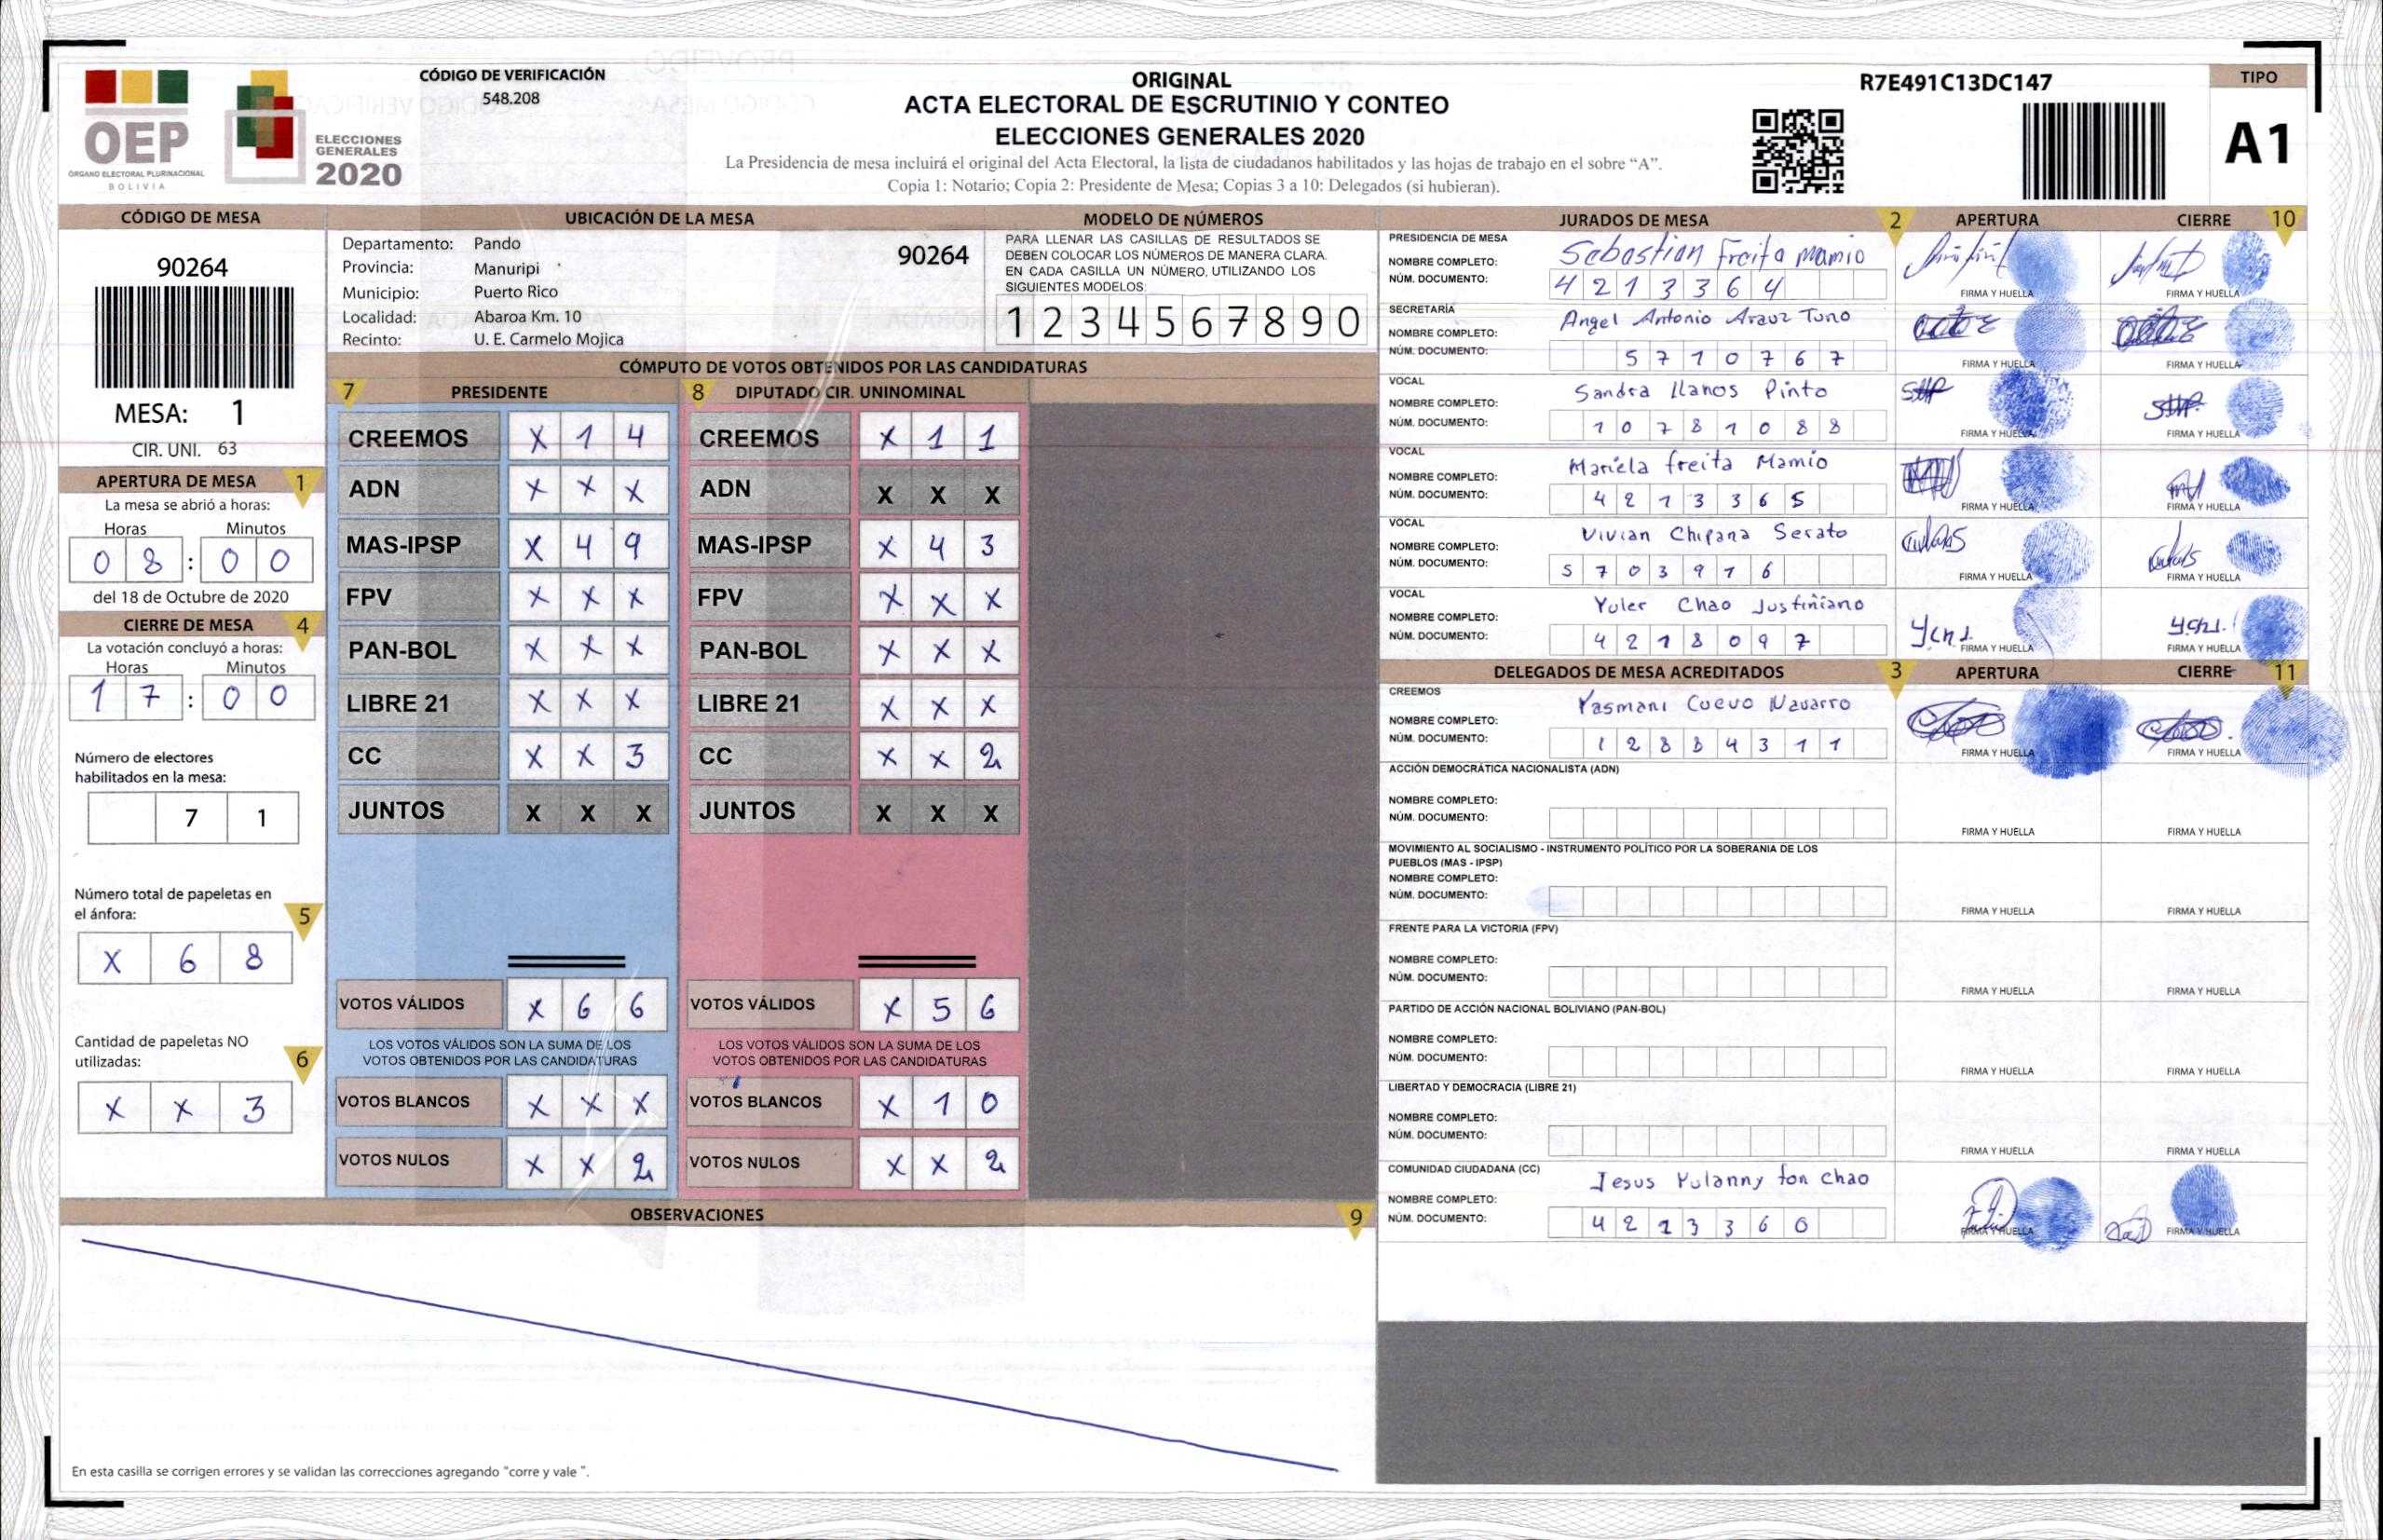 CÓDIGO DE VERIFICACIÓN
548.208
OEP
ÓRGANO ELECTORAL PLURINACIONAL
BOLIVIA
ELECCIONES
GENERALES
2020
ORIGINAL
ACTA ELECTORAL DE ESCRUTINIO Y CONTEO
ELECCIONES GENERALES 2020
La Presidencia de mesa incluirá el original del Acta Electoral, la lista de ciudadanos habilitados y las hojas de trabajo en el sobre “A”.
Copia 1: Notario; Copia 2: Presidente de Mesa; Copias 3 a 10: Delegados (si hubieran).
R7E491C13DC147
TIPO
A1
CÓDIGO DE MESA
90264
MESA: 1
CIR. UNI. 63
APERTURA DE MESA 1
La mesa se abrió a horas:
Horas Minutos
0 8 : 0 0
del 18 de Octubre de 2020
CIERRE DE MESA 4
La votación concluyó a horas:
Horas Minutos
1 7 : 0 0
Número de electores
habilitados en la mesa:
7 1
Número total de papeletas en
el ánfora: 5
X 6 8
Cantidad de papeletas NO
utilizadas: 6
X X 3
UBICACIÓN DE LA MESA
Departamento: Pando 90264
Provincia: Manuripi
Municipio: Puerto Rico
Localidad: Abaroa Km. 10
Recinto: U. E. Carmelo Mojica
MODELO DE NÚMEROS
PARA LLENAR LAS CASILLAS DE RESULTADOS SE
DEBEN COLOCAR LOS NÚMEROS DE MANERA CLARA.
EN CADA CASILLA UN NÚMERO, UTILIZANDO LOS
SIGUIENTES MODELOS:
1 2 3 4 5 6 7 8 9 0
CÓMPUTO DE VOTOS OBTENIDOS POR LAS CANDIDATURAS
7 PRESIDENTE
CREEMOS X 1 4
ADN X X X
MAS-IPSP X 4 9
FPV X X X
PAN-BOL X X X
LIBRE 21 X X X
CC X X 3
JUNTOS X X X
VOTOS VÁLIDOS X 6 6
LOS VOTOS VÁLIDOS SON LA SUMA DE LOS
VOTOS OBTENIDOS POR LAS CANDIDATURAS
VOTOS BLANCOS X X X
VOTOS NULOS X X 2
8 DIPUTADO CIR. UNINOMINAL
CREEMOS X 1 1
ADN X X X
MAS-IPSP X 4 3
FPV X X X
PAN-BOL X X X
LIBRE 21 X X X
CC X X 2
JUNTOS X X X
VOTOS VÁLIDOS X 5 6
LOS VOTOS VÁLIDOS SON LA SUMA DE LOS
VOTOS OBTENIDOS POR LAS CANDIDATURAS
VOTOS BLANCOS X 1 0
VOTOS NULOS X X 2
OBSERVACIONES 9
En esta casilla se corrigen errores y se validan las correcciones agregando “corre y vale ”.
JURADOS DE MESA 2 APERTURA CIERRE 10
PRESIDENCIA DE MESA
NOMBRE COMPLETO: Sebastian Freita Mamio
NÚM. DOCUMENTO: 4 2 1 3 3 6 4
FIRMA Y HUELLA FIRMA Y HUELLA
SECRETARÍA
NOMBRE COMPLETO: Angel Antonio Arauz Tuno
NÚM. DOCUMENTO: 5 7 1 0 7 6 7
FIRMA Y HUELLA FIRMA Y HUELLA
VOCAL
NOMBRE COMPLETO: Sandra llanos Pinto
NÚM. DOCUMENTO: 1 0 7 8 1 0 8 8
FIRMA Y HUELLA FIRMA Y HUELLA
VOCAL
NOMBRE COMPLETO: Mariela freita Mamio
NÚM. DOCUMENTO: 4 2 1 3 3 6 5
FIRMA Y HUELLA FIRMA Y HUELLA
VOCAL
NOMBRE COMPLETO: Vivian Chipana Serato
NÚM. DOCUMENTO: 5 7 0 3 9 1 6
FIRMA Y HUELLA FIRMA Y HUELLA
VOCAL
NOMBRE COMPLETO: Yuler Chao Justiniano
NÚM. DOCUMENTO: 4 2 1 8 0 9 7
FIRMA Y HUELLA FIRMA Y HUELLA
DELEGADOS DE MESA ACREDITADOS 3 APERTURA CIERRE 11
CREEMOS
NOMBRE COMPLETO: Yasmani Cuevo Navarro
NÚM. DOCUMENTO: 1 2 8 8 4 3 1 1
FIRMA Y HUELLA FIRMA Y HUELLA
ACCIÓN DEMOCRÁTICA NACIONALISTA (ADN)
NOMBRE COMPLETO:
NÚM. DOCUMENTO:
FIRMA Y HUELLA FIRMA Y HUELLA
MOVIMIENTO AL SOCIALISMO - INSTRUMENTO POLÍTICO POR LA SOBERANIA DE LOS
PUEBLOS (MAS - IPSP)
NOMBRE COMPLETO:
NÚM. DOCUMENTO:
FIRMA Y HUELLA FIRMA Y HUELLA
FRENTE PARA LA VICTORIA (FPV)
NOMBRE COMPLETO:
NÚM. DOCUMENTO:
FIRMA Y HUELLA FIRMA Y HUELLA
PARTIDO DE ACCIÓN NACIONAL BOLIVIANO (PAN-BOL)
NOMBRE COMPLETO:
NÚM. DOCUMENTO:
FIRMA Y HUELLA FIRMA Y HUELLA
LIBERTAD Y DEMOCRACIA (LIBRE 21)
NOMBRE COMPLETO:
NÚM. DOCUMENTO:
FIRMA Y HUELLA FIRMA Y HUELLA
COMUNIDAD CIUDADANA (CC)
NOMBRE COMPLETO: Jesus Yulanny ton chao
NÚM. DOCUMENTO: 4 2 1 3 3 6 0
FIRMA Y HUELLA FIRMA Y HUELLA